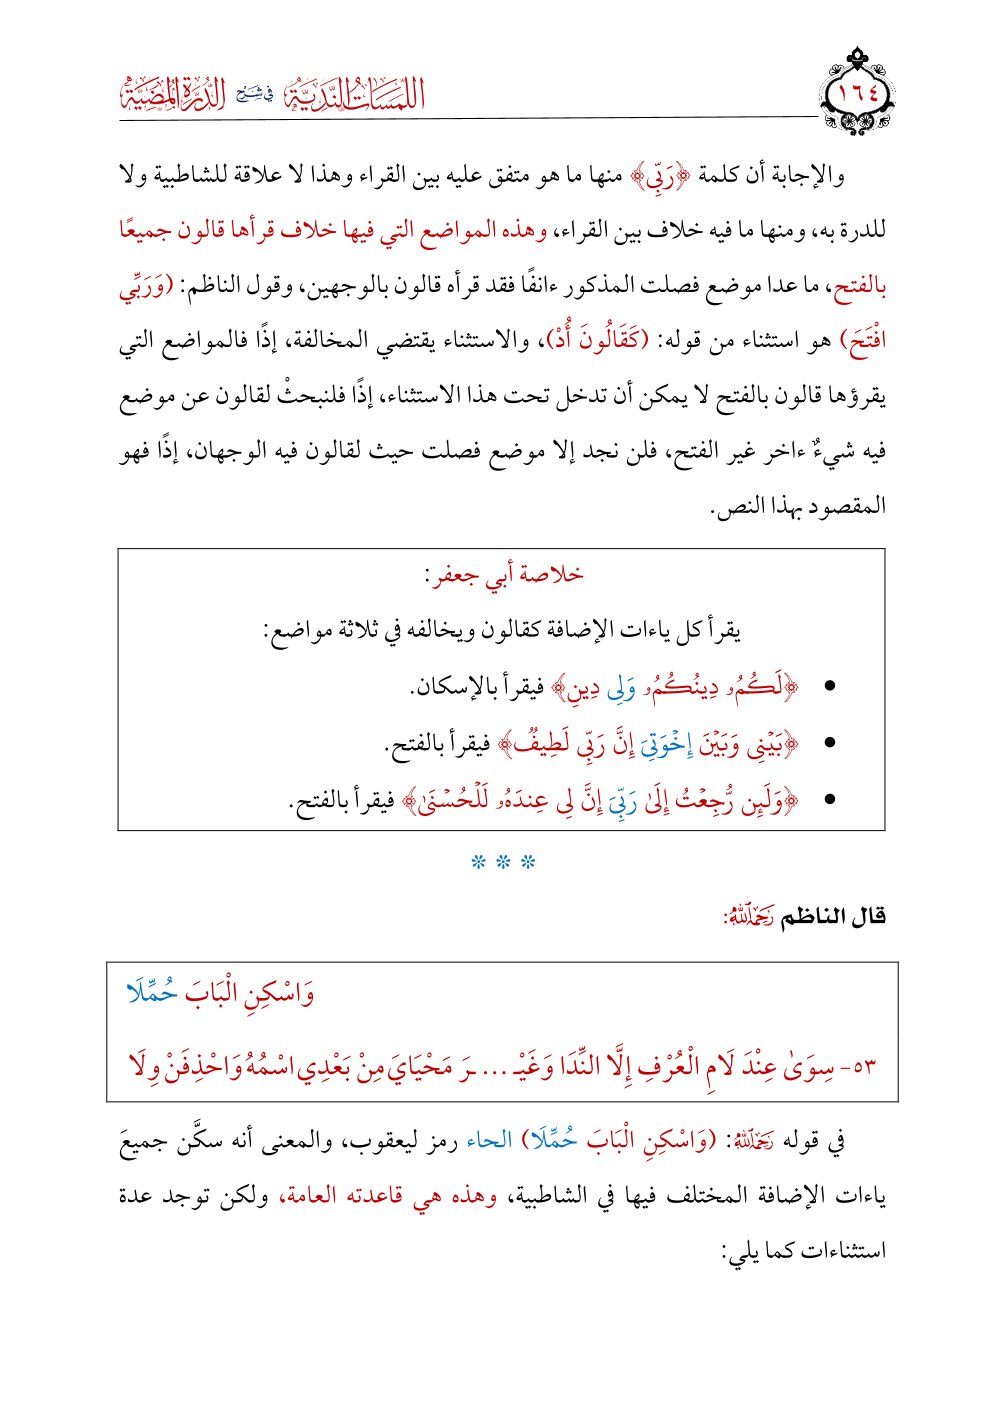 ١٦٤
اللمسات الندية في شرح الدرة المضية
والإجابة أن كلمة ﴿رَبِّي﴾ منها ما هو متفق عليه بين القراء وهذا لا علاقة للشاطبية ولا
للدرة به، ومنها ما فيه خلاف بين القراء، وهذه المواضع التي فيها خلاف قرأها قالون جميعًا
بالفتح، ما عدا موضع فصلت المذكور ءانفًا فقد قرأه قالون بالوجهين، وقول الناظم: (وَرَبِّي
افْتَحَ) هو استثناء من قوله: (كَقَالُونَ أُدْ)، والاستثناء يقتضي المخالفة، إذًا فالمواضع التي
يقرؤها قالون بالفتح لا يمكن أن تدخل تحت هذا الاستثناء، إذًا فلنبحثْ لقالون عن موضع
فيه شيءٌ ءاخر غير الفتح، فلن نجد إلا موضع فصلت حيث لقالون فيه الوجهان، إذًا فهو
المقصود بهذا النص.
خلاصة أبي جعفر:
يقرأ كل ياءات الإضافة كقالون ويخالفه في ثلاثة مواضع:
• ﴿لَكُمُۥ دِينُكُمُۥ وَلِى دِينِ﴾ فيقرأ بالإسكان.
• ﴿بَيْنِى وَبَيْنَ إِخْوَتِىَ إِنَّ رَبِّى لَطِيفٌ﴾ فيقرأ بالفتح.
• ﴿وَلَئِن رُّجِعْتُ إِلَىٰ رَبِّىَ إِنَّ لِى عِندَهُۥ لَلْحُسْنَىٰ﴾ فيقرأ بالفتح.
* * *
قال الناظم رَحِمَهُ اللَّهُ:
وَاسْكِنِ الْبَابَ حُمِّلَا
٥٣- سِوَىٰ عِنْدَ لَامِ الْعُرْفِ إِلَّا النِّدَا وَغَيْـ ... ـرَ مَحْيَايَ مِنْ بَعْدِي اسْمُهُ وَاحْذِفَنْ وِلَا
في قوله رَحِمَهُ اللَّهُ: (وَاسْكِنِ الْبَابَ حُمِّلَا) الحاء رمز ليعقوب، والمعنى أنه سكَّن جميعَ
ياءات الإضافة المختلف فيها في الشاطبية، وهذه هي قاعدته العامة، ولكن توجد عدة
استثناءات كما يلي: